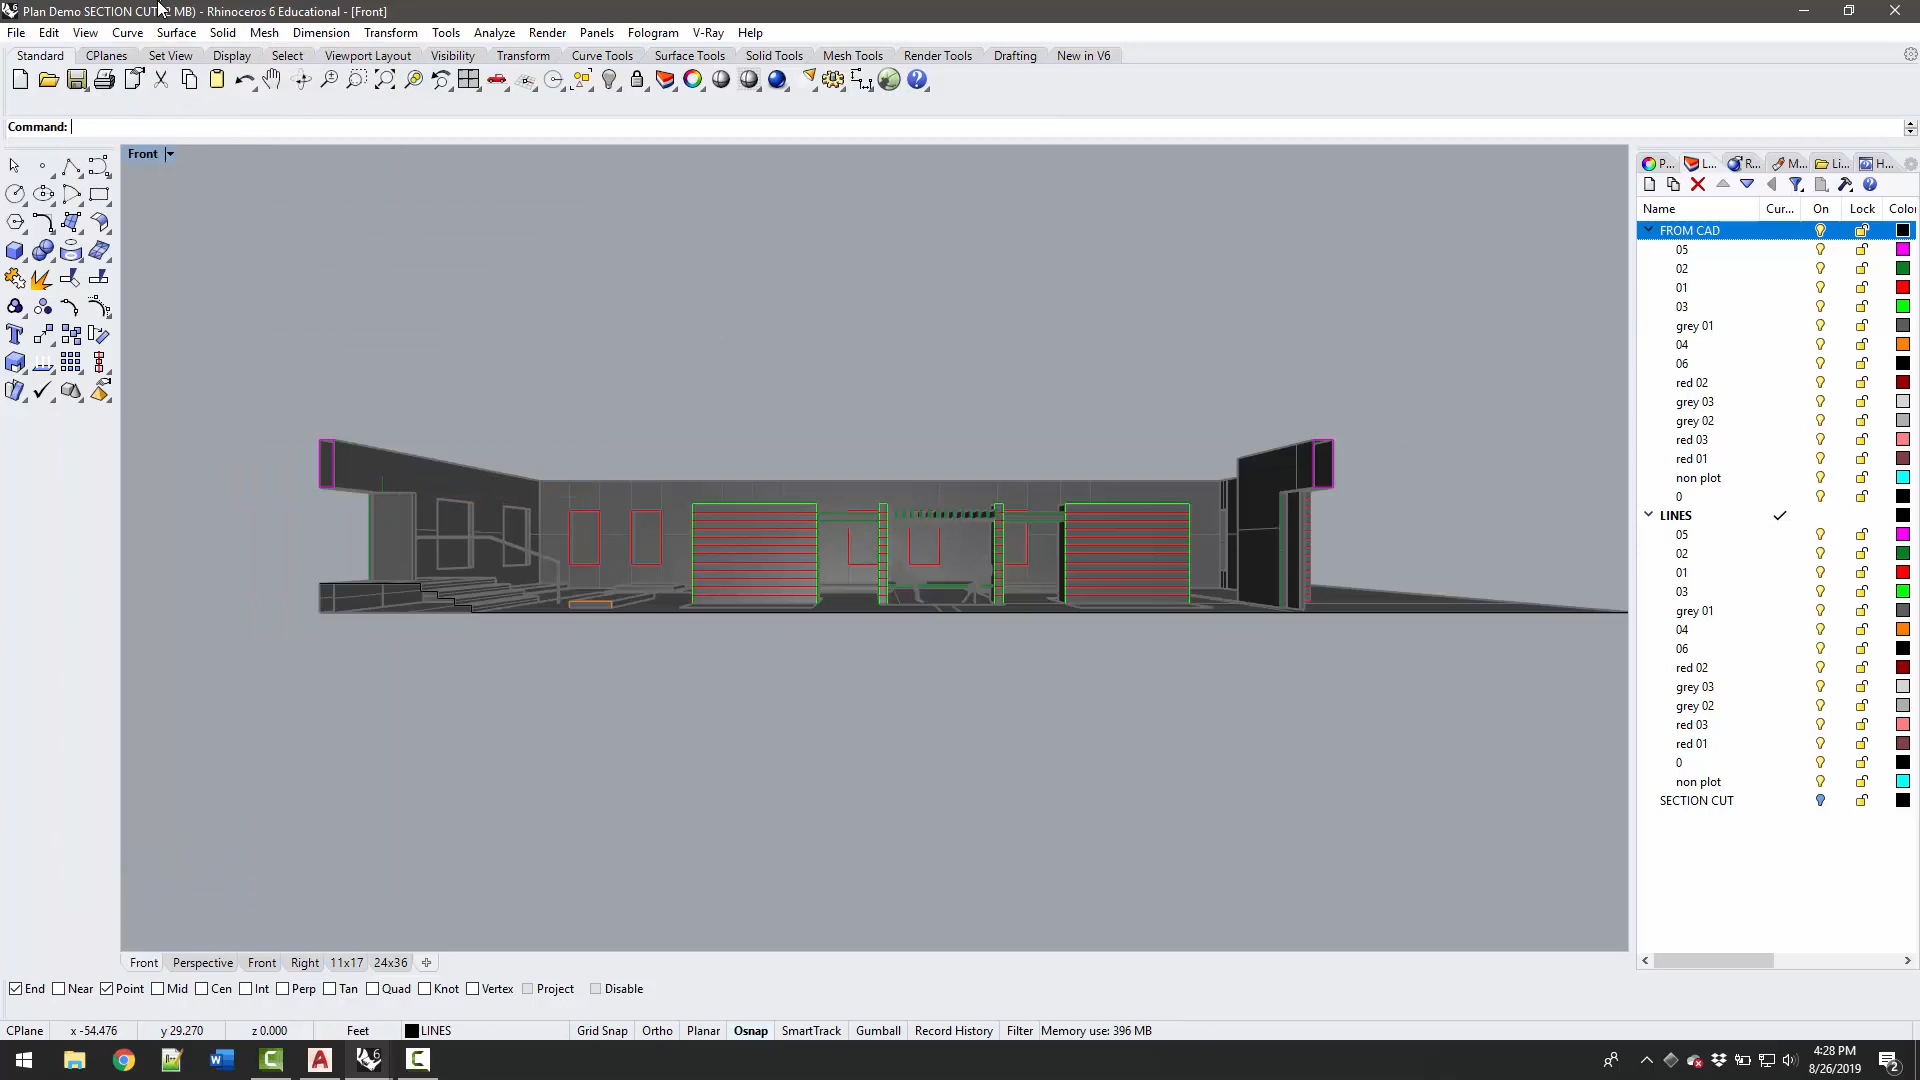 Plan Demo SECTION CUT MB) - Rhinoceros 6 Educational - [Front]
File Edit View Curve Surface Solid Mesh Dimension Transform Tools Analyze Render Panels Fologram V-Ray Help
Standard CPlanes Set View Display Select Viewport Layout Visibility Transform Curve Tools Surface Tools Solid Tools Mesh Tools Render Tools Drafting New in V6
Command:
Front
P... L... R... M... Li... H...
Name Cur... On Lock Color
FROM CAD
05
02
01
03
grey 01
04
06
red 02
grey 03
grey 02
red 03
red 01
non plot
0
LINES
05
02
01
03
grey 01
04
06
red 02
grey 03
grey 02
red 03
red 01
0
non plot
SECTION CUT
Front Perspective Front Right 11x17 24x36
End Near Point Mid Cen Int Perp Tan Quad Knot Vertex Project Disable
CPlane x -54.476 y 29.270 z 0.000 Feet LINES Grid Snap Ortho Planar Osnap SmartTrack Gumball Record History Filter Memory use: 396 MB
4:28 PM
8/26/2019
2